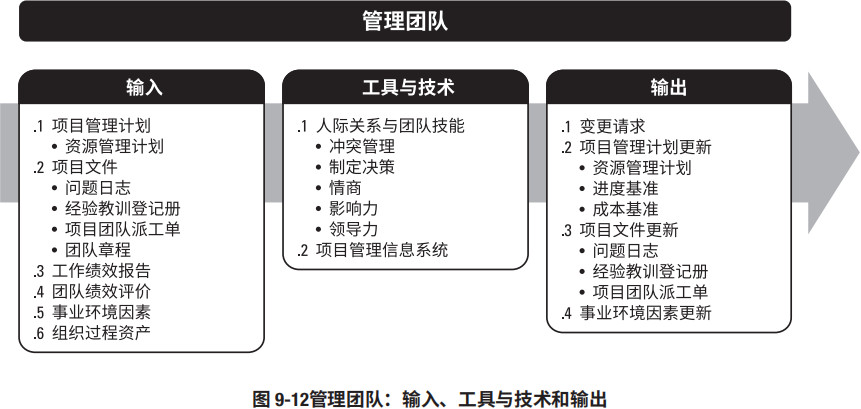 管理团队
输入
.1 项目管理计划
• 资源管理计划
.2 项目文件
• 问题日志
• 经验教训登记册
• 项目团队派工单
• 团队章程
.3 工作绩效报告
.4 团队绩效评价
.5 事业环境因素
.6 组织过程资产
工具与技术
.1 人际关系与团队技能
• 冲突管理
• 制定决策
• 情商
• 影响力
• 领导力
.2 项目管理信息系统
输出
.1 变更请求
.2 项目管理计划更新
• 资源管理计划
• 进度基准
• 成本基准
.3 项目文件更新
• 问题日志
• 经验教训登记册
• 项目团队派工单
.4 事业环境因素更新
图 9-12管理团队：输入、工具与技术和输出